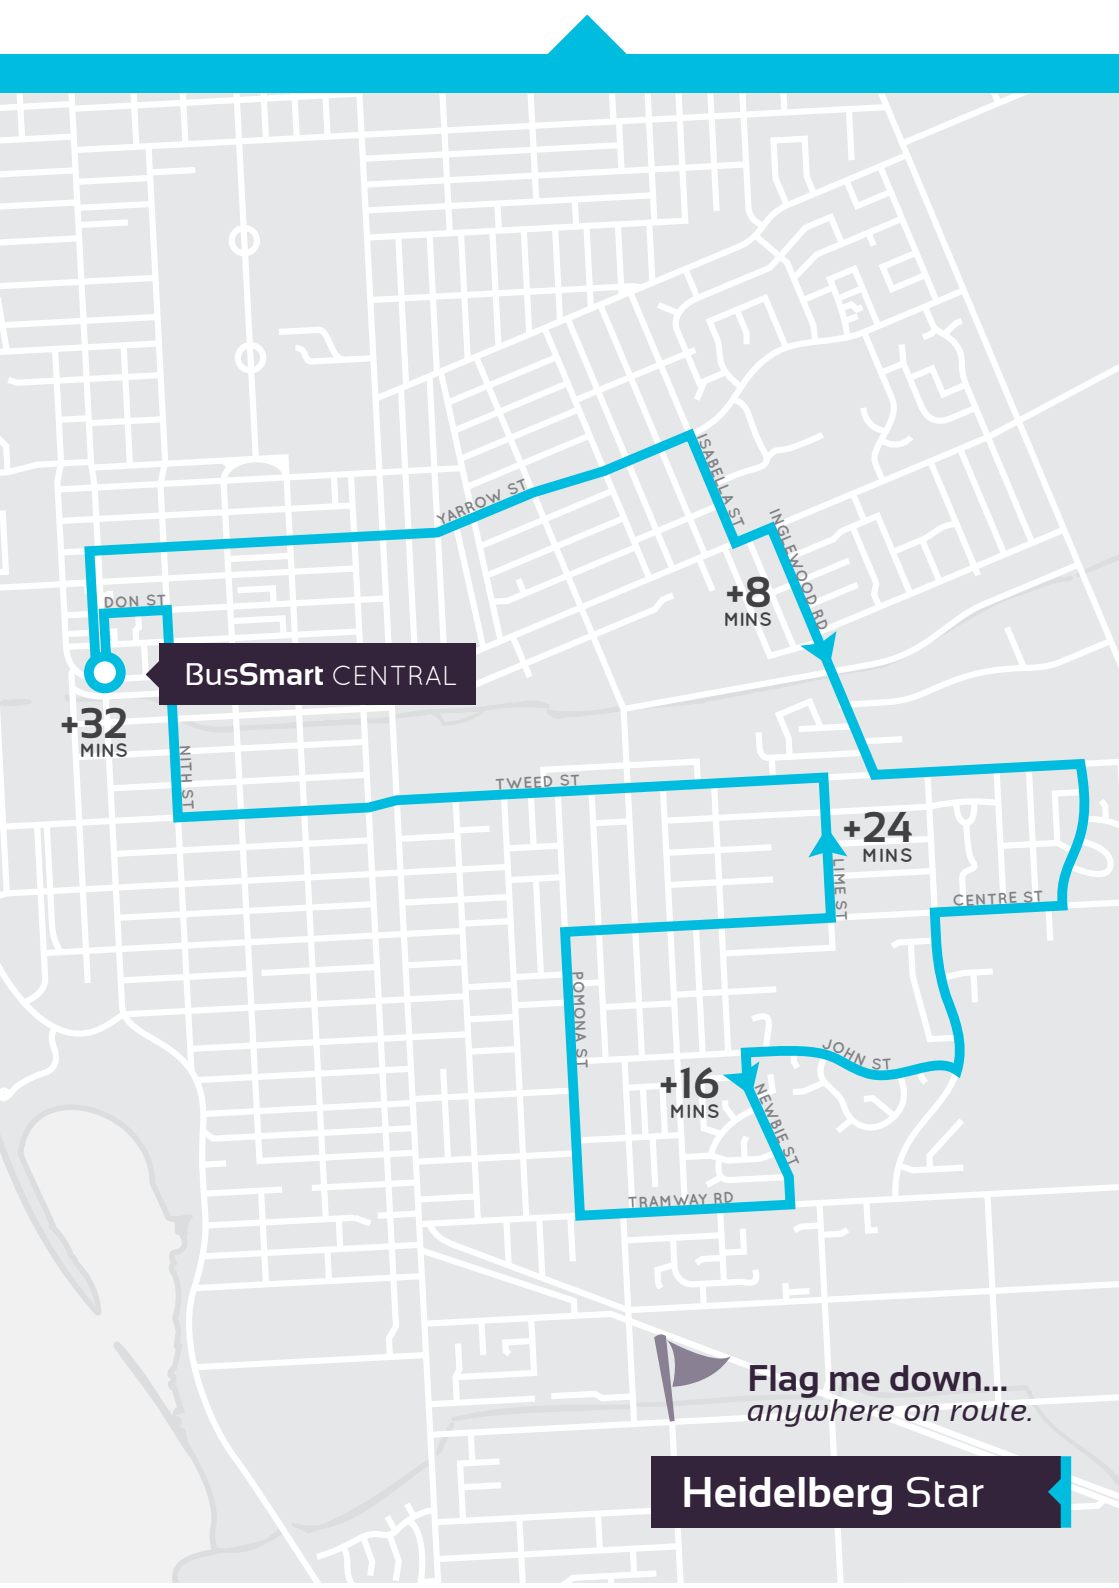 YARROW ST
ISABELLA ST
INGLEWOOD RD
+8
MINS
DON ST
BusSmart CENTRAL
+32
MINS
NITH ST
TWEED ST
+24
MINS
LIME ST
CENTRE ST
POMONA ST
JOHN ST
+16
MINS
NEWBIE ST
TRAMWAY RD
Flag me down...
anywhere on route.
Heidelberg Star